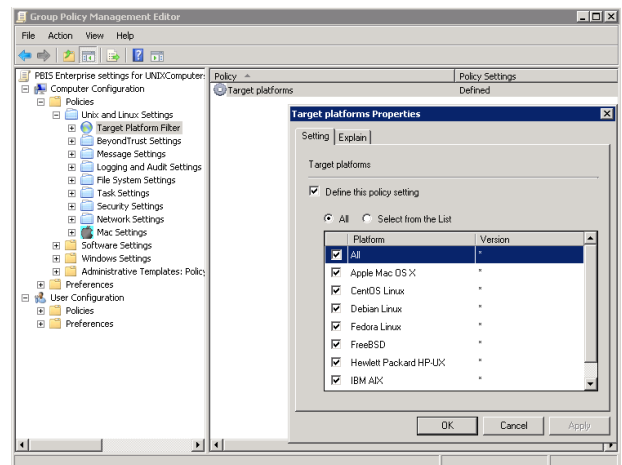 Group Policy Management Editor
File Action View Help
PBIS Enterprise settings for UNIXComputer:
Computer Configuration
Policies
Unix and Linux Settings
Target Platform Filter
BeyondTrust Settings
Message Settings
Logging and Audit Settings
File System Settings
Task Settings
Security Settings
Network Settings
Mac Settings
Software Settings
Windows Settings
Administrative Templates: Policy
Preferences
User Configuration
Policies
Preferences
Policy Policy Settings
Target platforms Defined
Target platforms Properties
Setting Explain
Target platforms
Define this policy setting
All Select from the List
Platform Version
All *
Apple Mac OS X *
CentOS Linux *
Debian Linux *
Fedora Linux *
FreeBSD *
Hewlett Packard HP-UX *
IBM AIX *
OK Cancel Apply